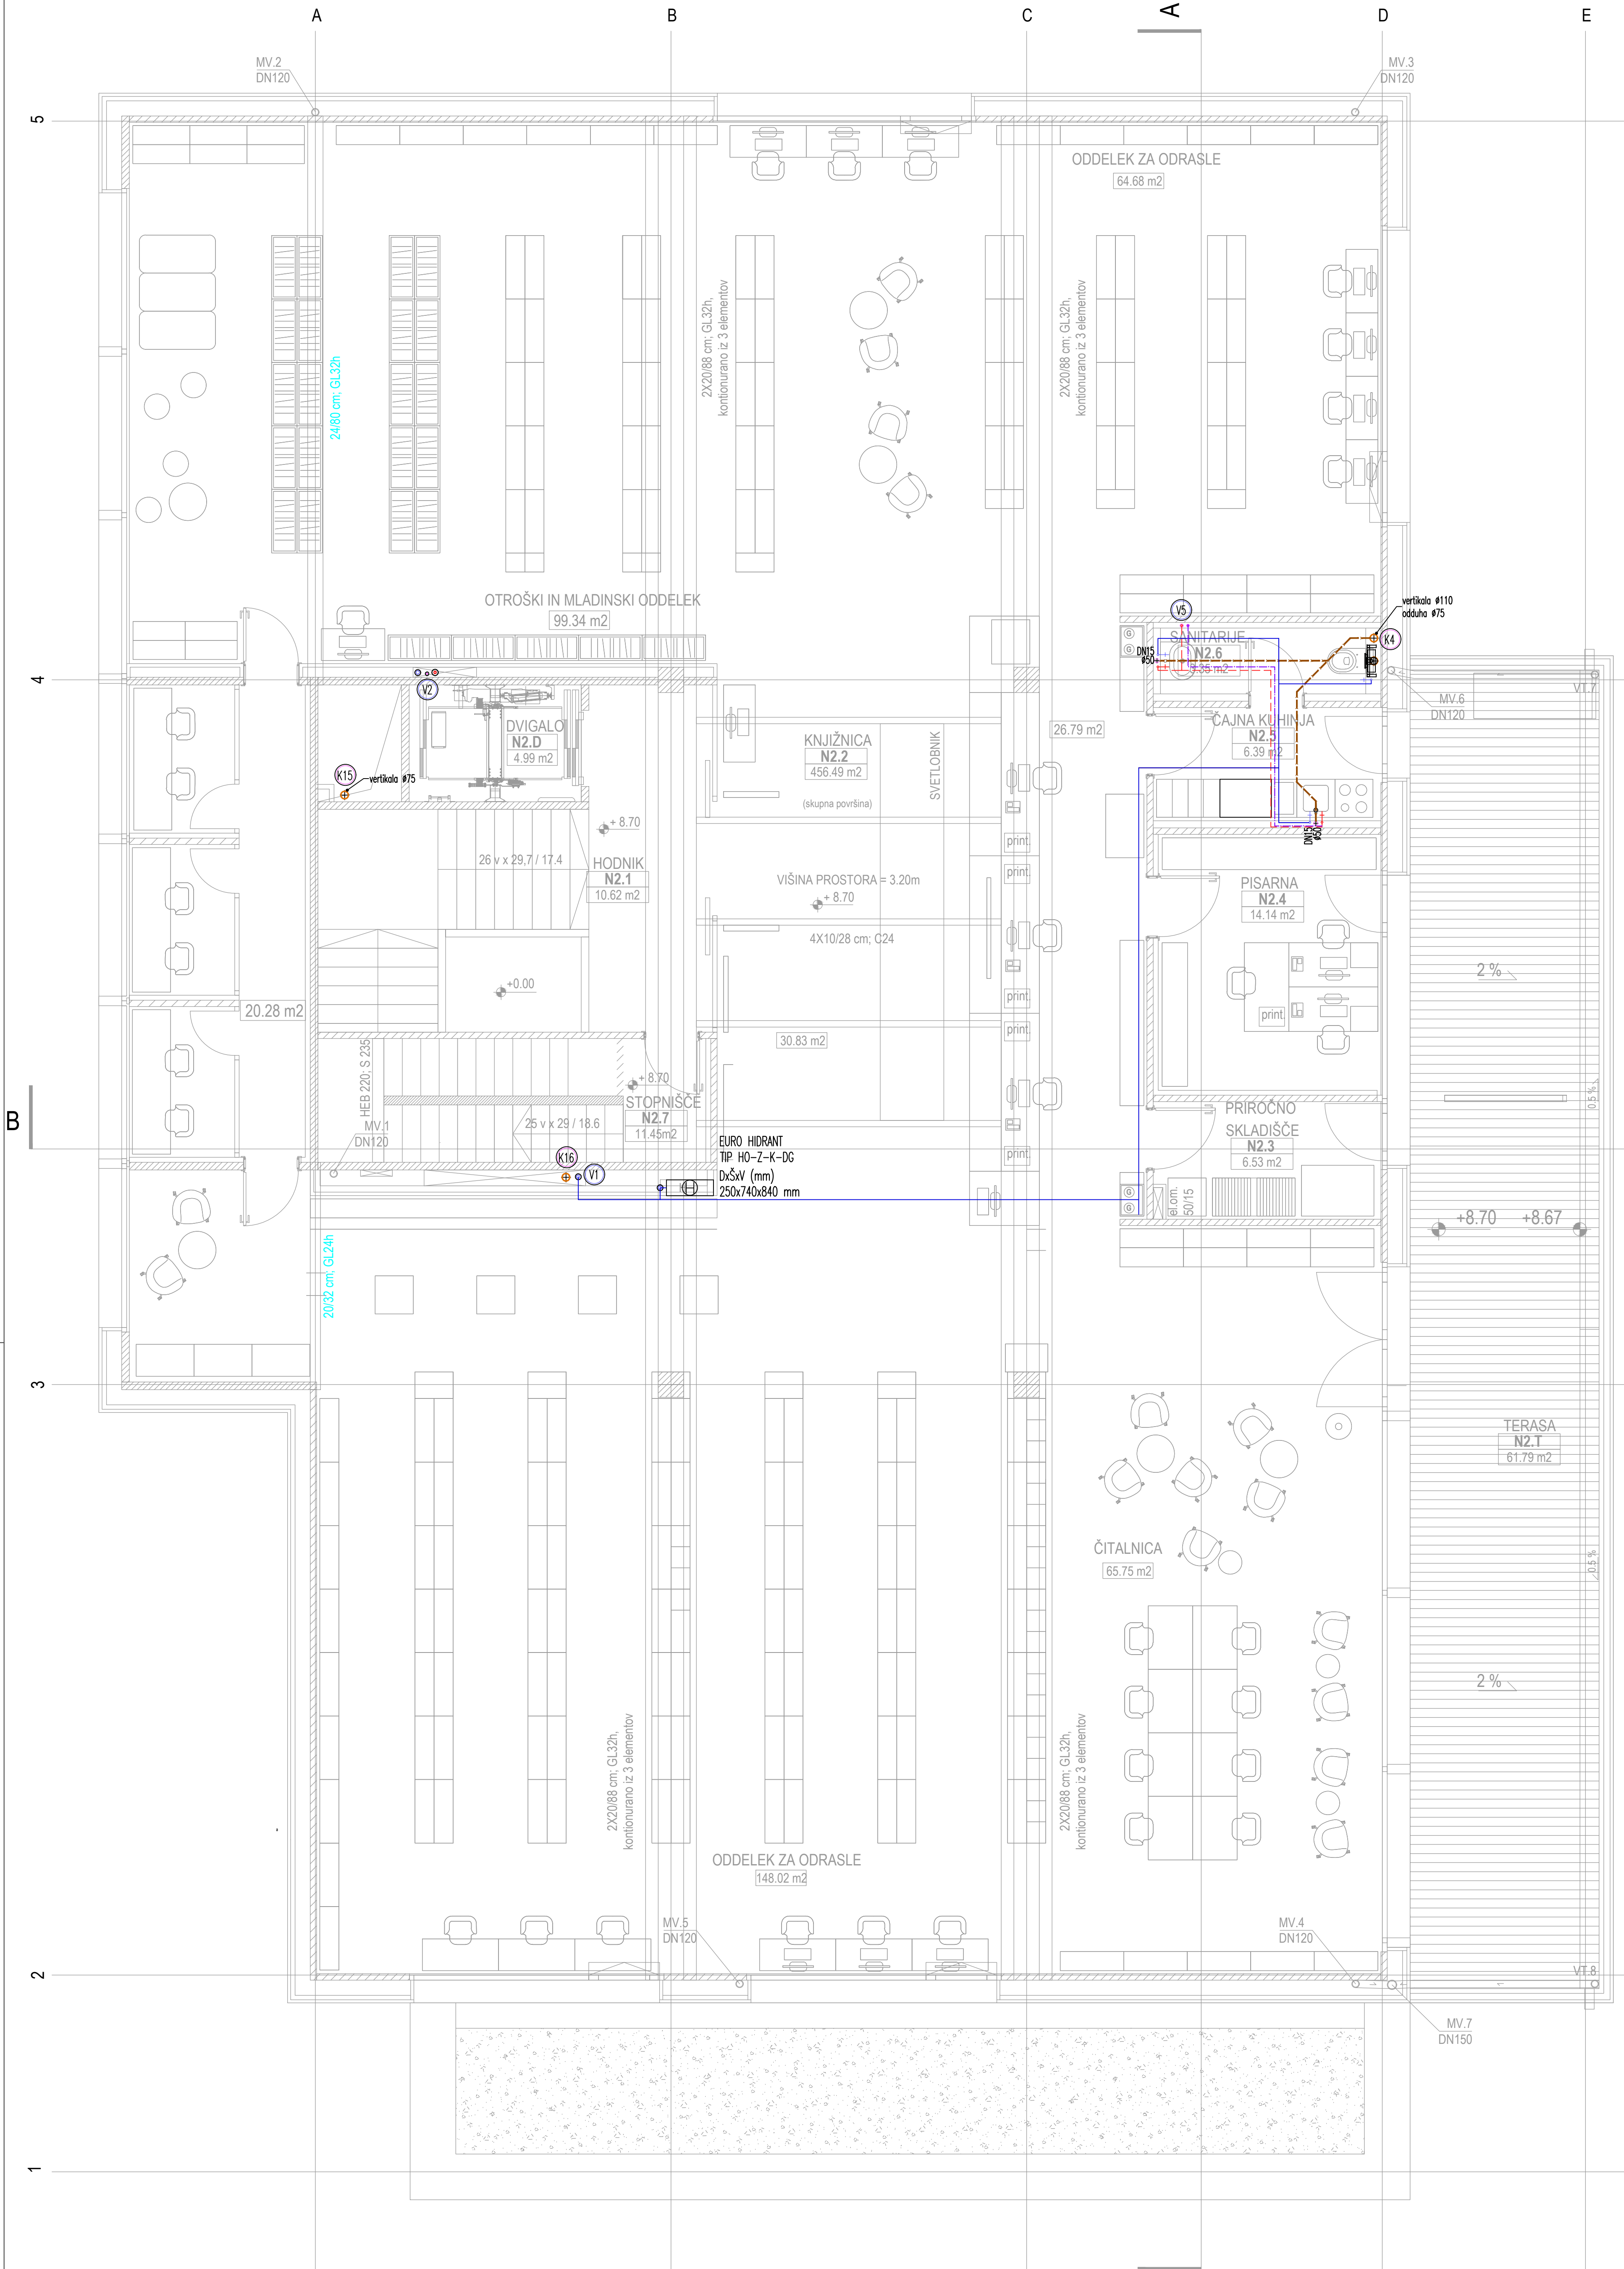 A
B
C
A
D
E
MV.2
DN120
MV.3
DN120
5
ODDELEK ZA ODRASLE
64.68 m2
24/80 cm; GL32h
2X20/88 cm; GL32h,
kontionurano iz 3 elementov
2X20/88 cm; GL32h,
kontionurano iz 3 elementov
OTROŠKI IN MLADINSKI ODDELEK
99.34 m2
V5
vertikala ø110
odduha ø75
K4
G
G
SANITARIJE
N2.6
DN15
ø50
4
V2
MV.6
DN120
VT.7
DVIGALO
N2.D
4.99 m2
KNJIŽNICA
N2.2
456.49 m2
(skupna površina)
SVETLOBNIK
26.79 m2
ČAJNA KUHINJA
N2.5
6.39 m2
K15
vertikala ø75
+ 8.70
DN15
ø50
print.
print.
26 v x 29,7 / 17.4
HODNIK
N2.1
10.62 m2
VIŠINA PROSTORA = 3.20m
+ 8.70
4X10/28 cm; C24
PISARNA
N2.4
14.14 m2
2 %
+0.00
print.
print.
print.
20.28 m2
30.83 m2
HEB 220; S 235
+ 8.70
STOPNIŠČE
N2.7
11.45m2
25 v x 29 / 18.6
0.5 %
PRIROČNO
SKLADIŠČE
N2.3
6.53 m2
B
MV.1
DN120
K16
V1
EURO HIDRANT
TIP HO-Z-K-DG
DxŠxV (mm)
250x740x840 mm
print.
G
G
el.om.
50/15
+8.70
+8.67
20/32 cm; GL24h
3
TERASA
N2.T
61.79 m2
ČITALNICA
65.75 m2
0.5 %
2 %
2X20/88 cm; GL32h,
kontionurano iz 3 elementov
2X20/88 cm; GL32h,
kontionurano iz 3 elementov
ODDELEK ZA ODRASLE
148.02 m2
MV.5
DN120
MV.4
DN120
2
VT.8
MV.7
DN150
1